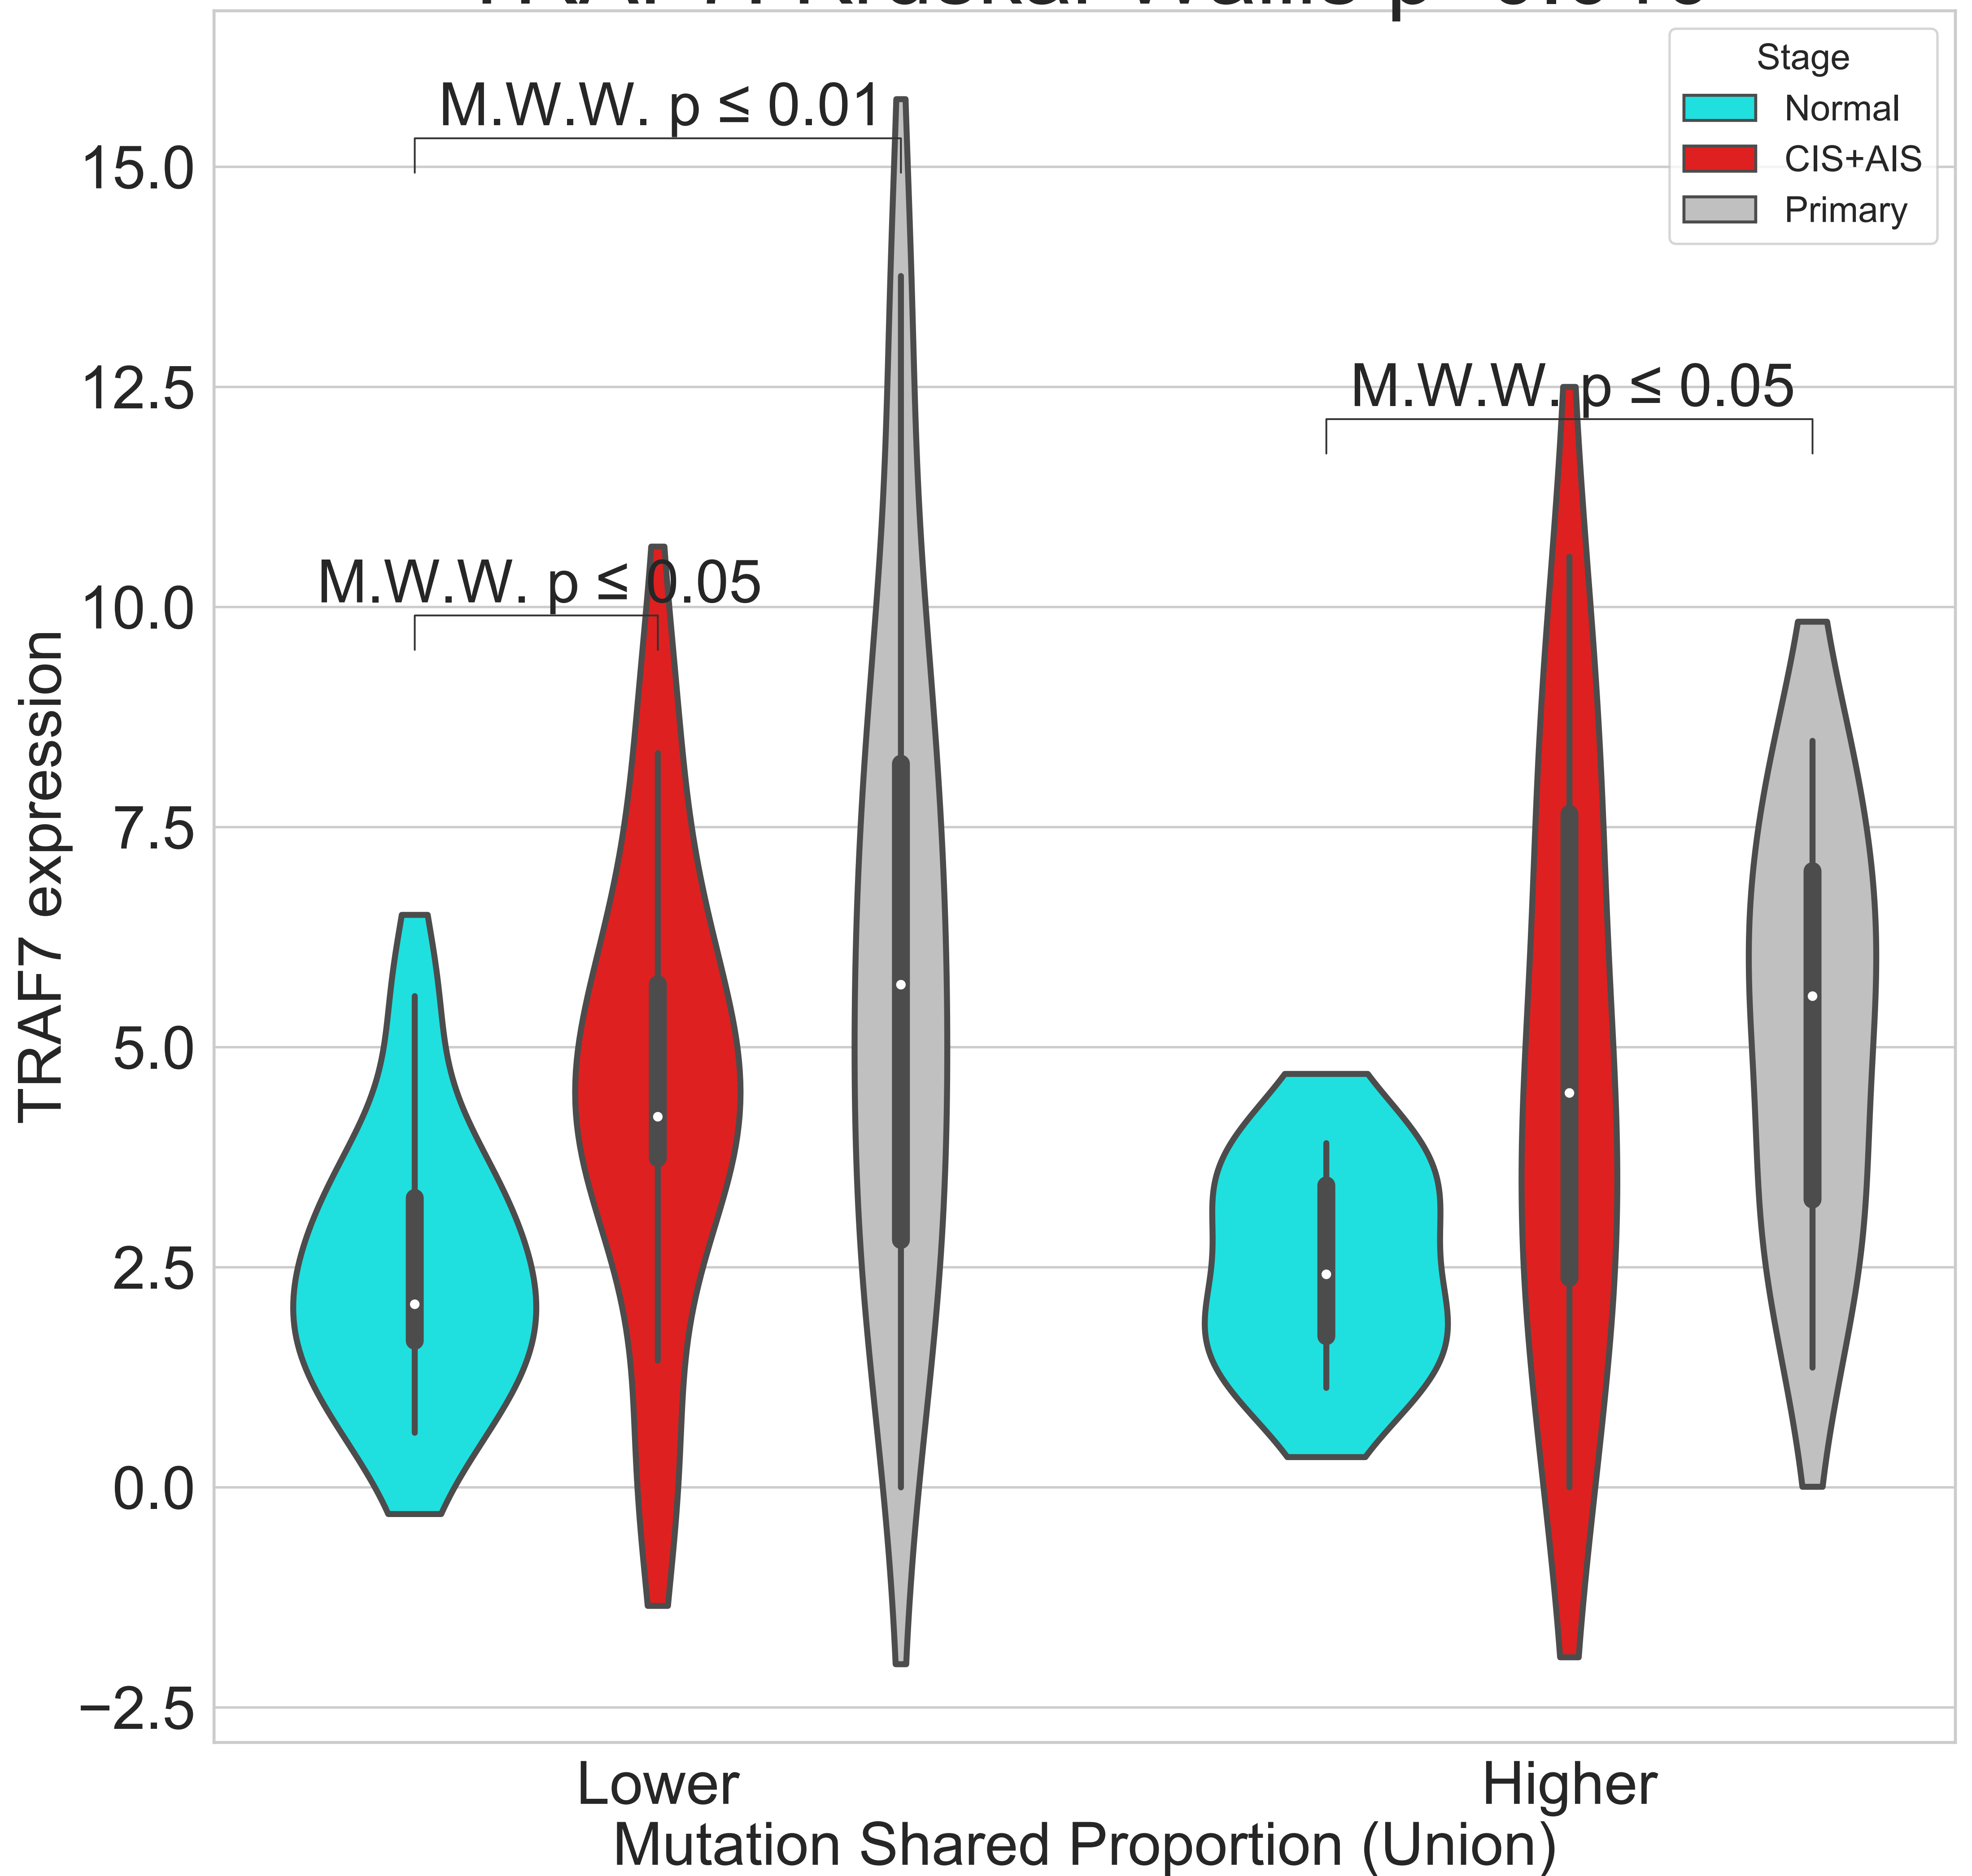 Stage
Normal
CIS+AIS
Primary
M.W.W. p ≤ 0.01
M.W.W. p ≤ 0.05
M.W.W. p ≤ 0.05
15.0
12.5
10.0
7.5
5.0
2.5
0.0
−2.5
TRAF7 expression
Lower
Higher
Mutation Shared Proportion (Union)